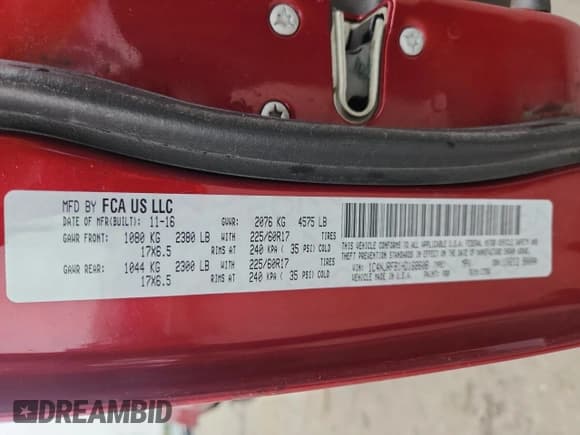 MFD BY FCA US LLC
DATE OF MFR(BUILT): 11-16 GVWR: 2076 KG 4575 LB
GAWR FRONT: 1080 KG 2380 LB WITH 225/60R17 TIRES
17X6.5 RIMS AT 240 KPA ( 35 PSI) COLD
GAWR REAR: 1044 KG 2300 LB WITH 225/60R17 TIRES
17X6.5 RIMS AT 240 KPA ( 35 PSI) COLD
THIS VEHICLE CONFORMS TO ALL APPLICABLE U.S.A. FEDERAL MOTOR VEHICLE SAFETY AND
THEFT PREVENTION STANDARDS IN EFFECT ON THE DATE OF MANUFACTURE SHOWN ABOVE.
VIN: TYPE: MPV
VEHICLE MADE IN U.S.A. PAINT:
DREAMBID